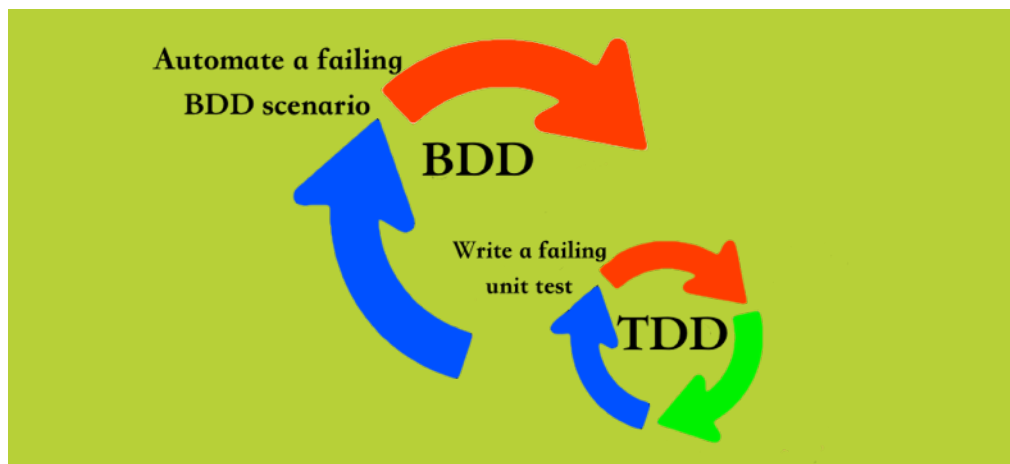 Automate a failing
BDD scenario
BDD
Write a failing
unit test
TDD